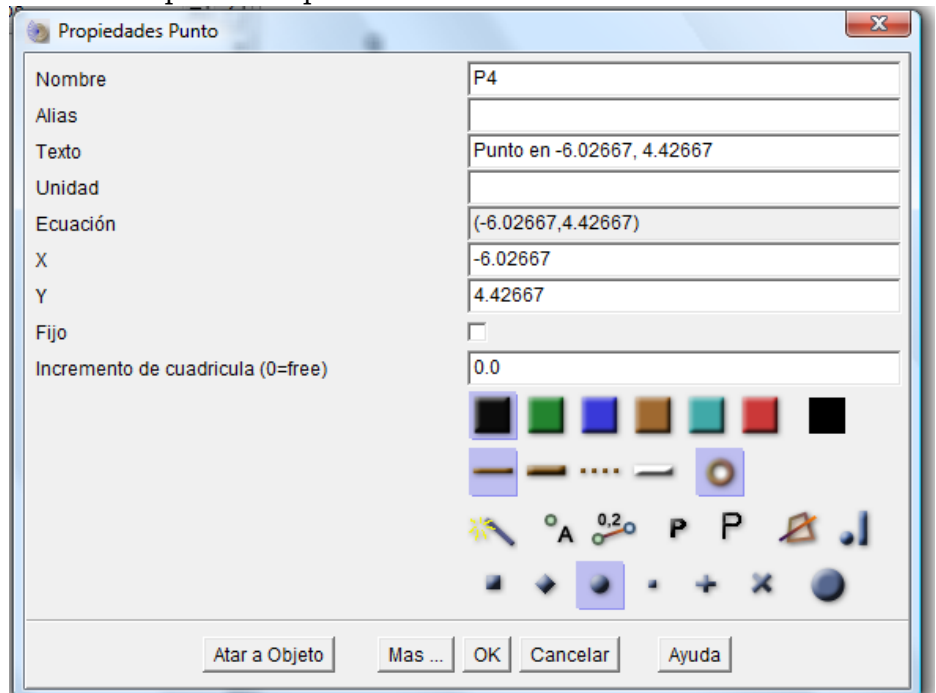 Propiedades Punto
Nombre P4
Alias
Texto Punto en -6.02667, 4.42667
Unidad
Ecuación (-6.02667,4.42667)
X -6.02667
Y 4.42667
Fijo
Incremento de cuadricula (0=free) 0.0
A 0,2 P P
Atar a Objeto Mas ... OK Cancelar Ayuda